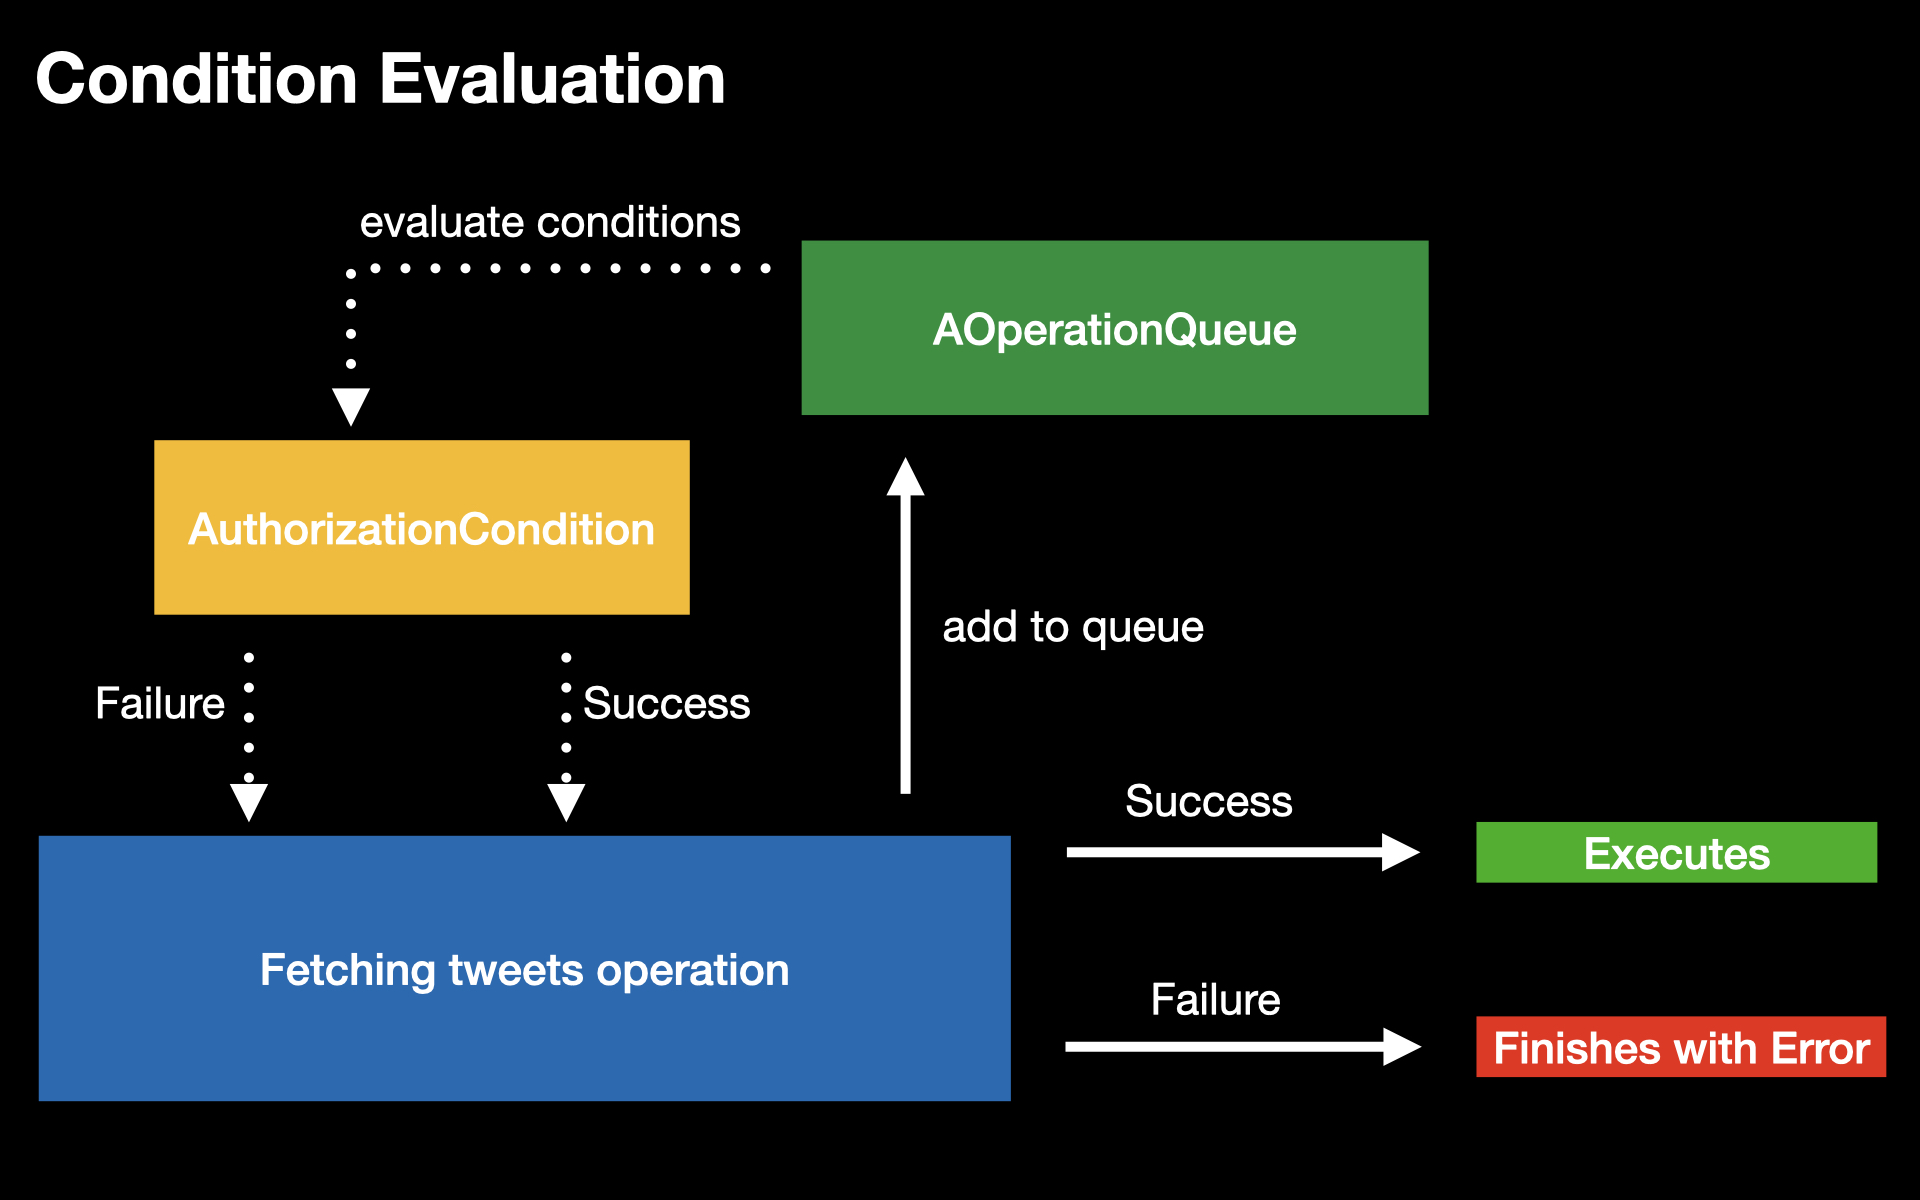 Condition Evaluation
evaluate conditions
AOperationQueue
AuthorizationCondition
add to queue
Failure
Success
Success
Executes
Fetching tweets operation
Failure
Finishes with Error